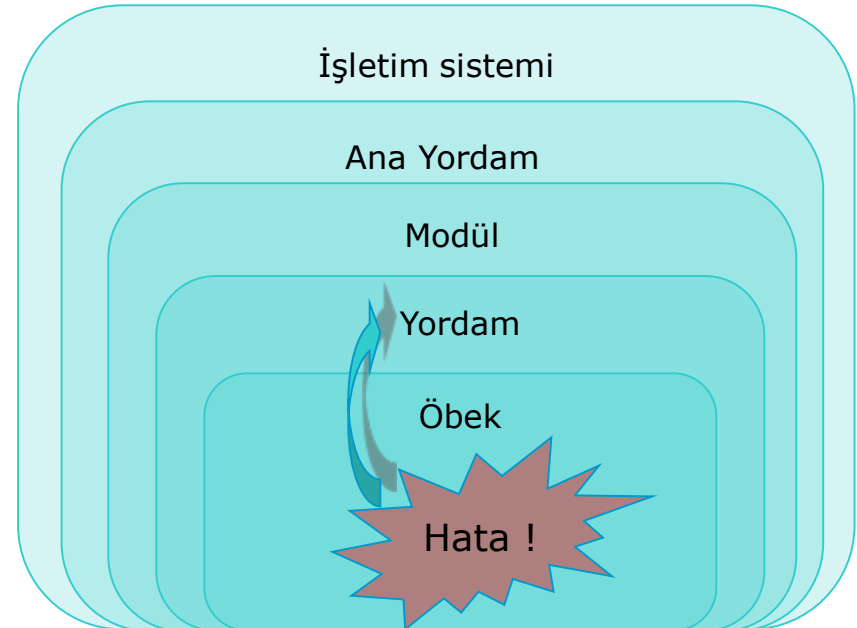 İşletim sistemi
Ana Yordam
Modül
Yordam
Öbek
Hata !